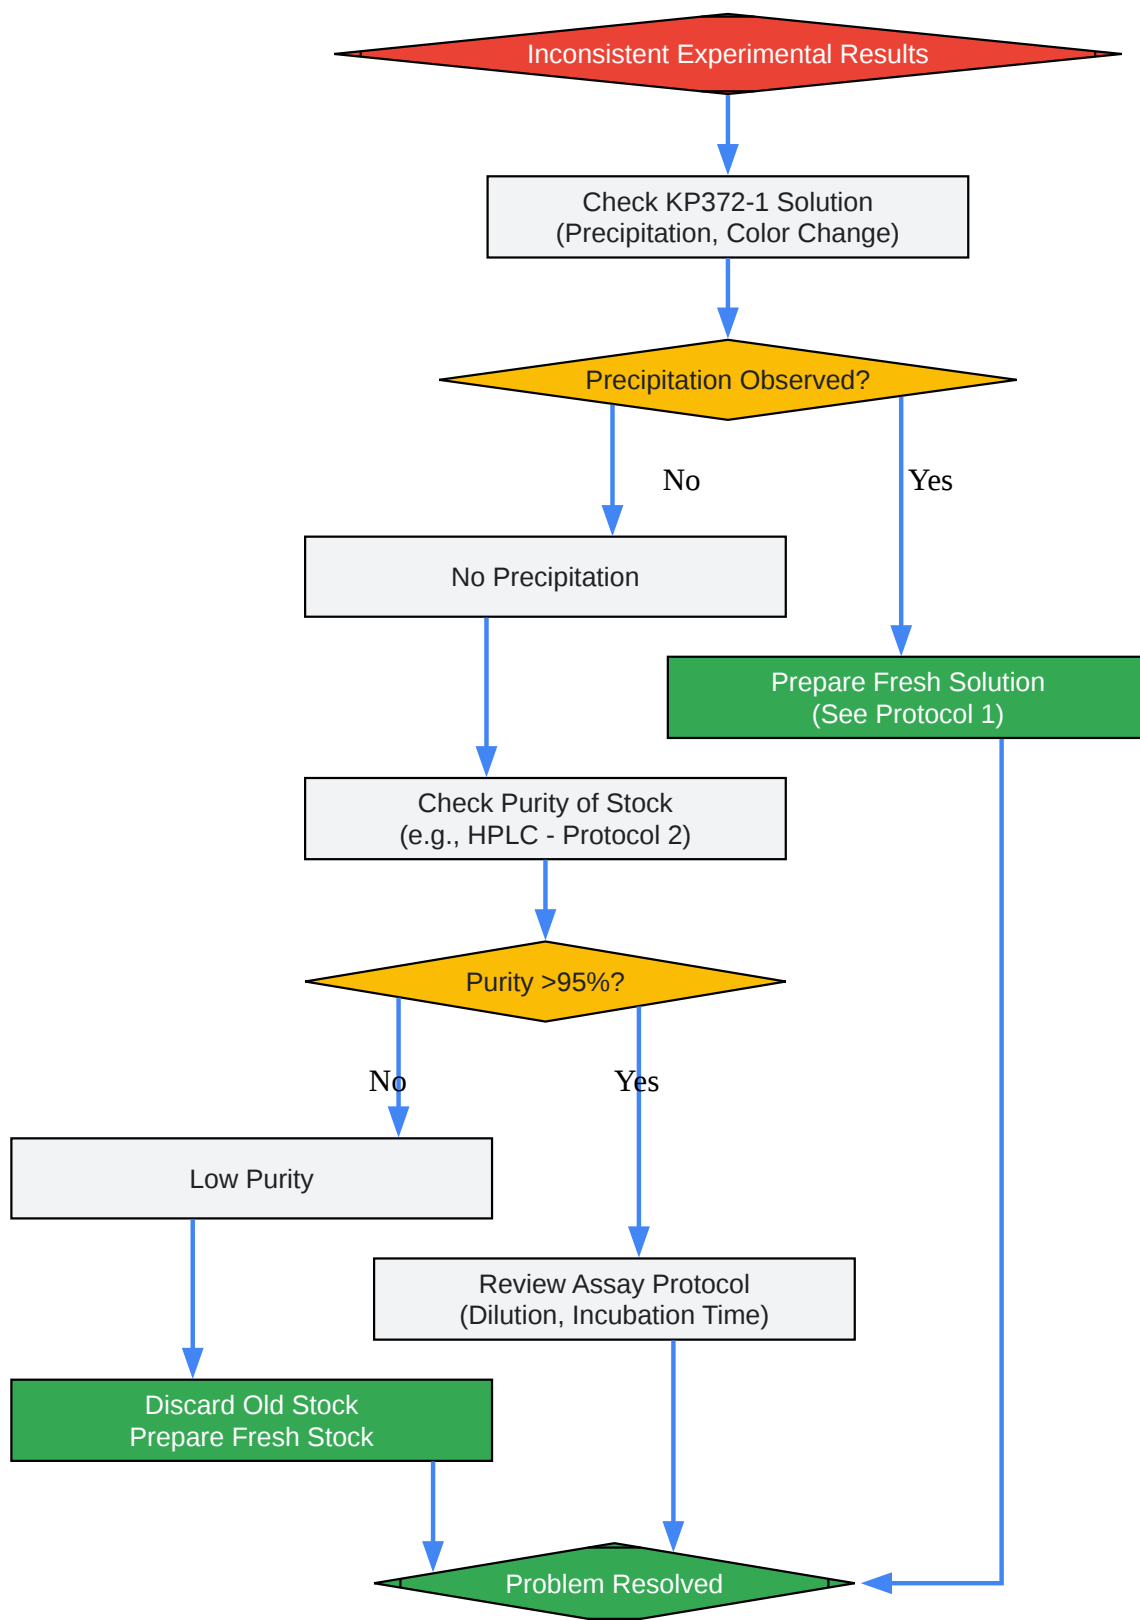 Inconsistent Experimental Results
Check KP372-1 Solution
(Precipitation, Color Change)
Precipitation Observed?
No
Yes
No Precipitation
Prepare Fresh Solution
(See Protocol 1)
Check Purity of Stock
(e.g., HPLC - Protocol 2)
Purity >95%?
No
Yes
Low Purity
Review Assay Protocol
(Dilution, Incubation Time)
Discard Old Stock
Prepare Fresh Stock
Problem Resolved